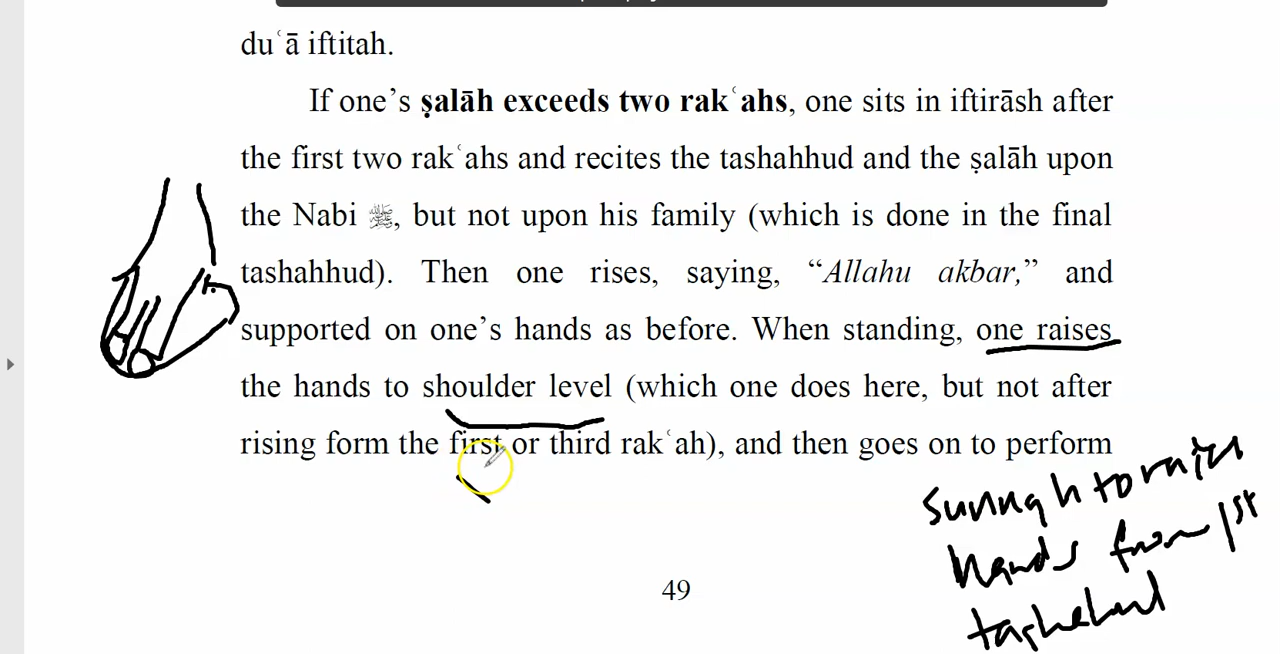 duʿā iftitah.
If one’s ṣalāh exceeds two rakʿahs, one sits in iftirāsh after
the first two rakʿahs and recites the tashahhud and the ṣalāh upon
the Nabi ﷺ, but not upon his family (which is done in the final
tashahhud). Then one rises, saying, “Allahu akbar,” and
supported on one’s hands as before. When standing, one raises
the hands to shoulder level (which one does here, but not after
rising form the first or third rakʿah), and then goes on to perform
Sunnah to raise
hands from 1st
tashahud
49